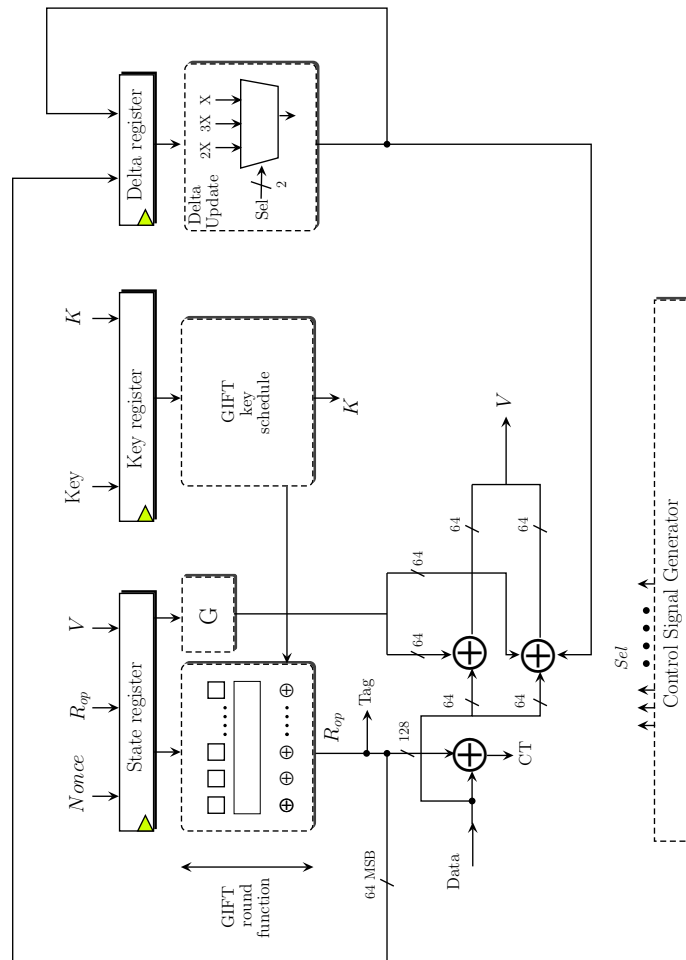 Nonce
R_op
V
State register
Key
K
Key register
Delta register
GIFT
round
function
G
GIFT
key
schedule
K
Delta
Update
2X
3X
X
Sel
2
R_op
Tag
64 MSB
128
64
64
64
64
64
64
V
Data
CT
Sel
Control Signal Generator